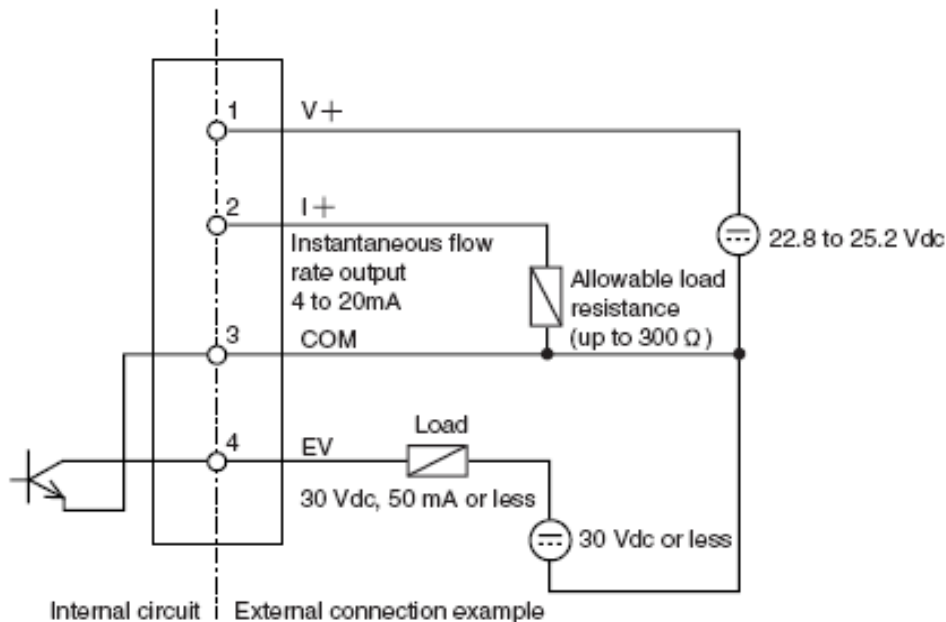 1
V+
2
I+
Instantaneous flow
rate output
4 to 20mA
22.8 to 25.2 Vdc
Allowable load
resistance
(up to 300 Ω)
3
COM
4
EV
Load
30 Vdc, 50 mA or less
30 Vdc or less
Internal circuit
External connection example